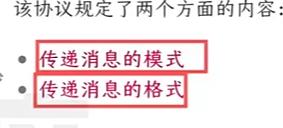 该协议规定了两个方面的内容：
• 传递消息的模式
• 传递消息的格式